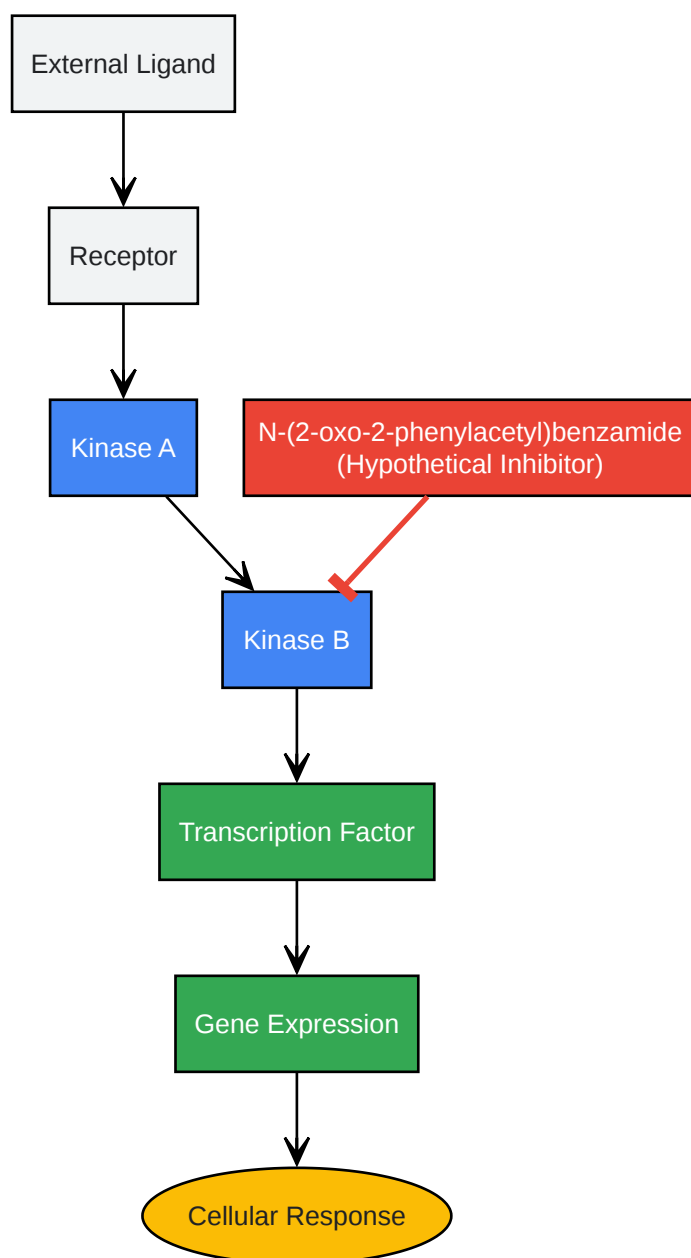 External Ligand
Receptor
Kinase A
N-(2-oxo-2-phenylacetyl)benzamide
(Hypothetical Inhibitor)
Kinase B
Transcription Factor
Gene Expression
Cellular Response